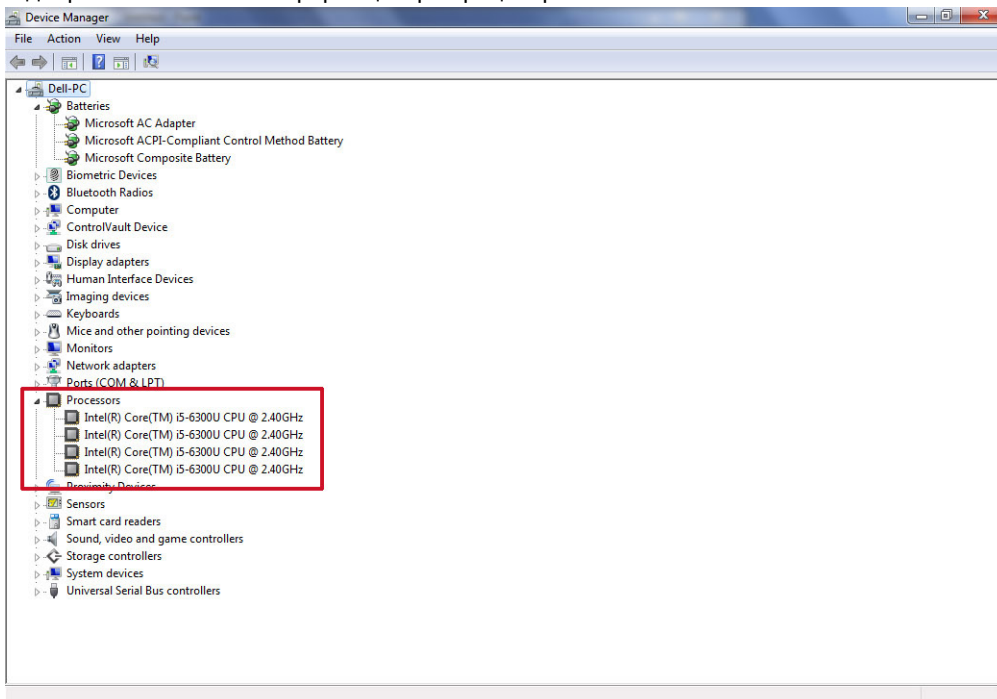 Device Manager
File Action View Help
Dell-PC
Batteries
Microsoft AC Adapter
Microsoft ACPI-Compliant Control Method Battery
Microsoft Composite Battery
Biometric Devices
Bluetooth Radios
Computer
ControlVault Device
Disk drives
Display adapters
Human Interface Devices
Imaging devices
Keyboards
Mice and other pointing devices
Monitors
Network adapters
Ports (COM & LPT)
Processors
Intel(R) Core(TM) i5-6300U CPU @ 2.40GHz
Intel(R) Core(TM) i5-6300U CPU @ 2.40GHz
Intel(R) Core(TM) i5-6300U CPU @ 2.40GHz
Intel(R) Core(TM) i5-6300U CPU @ 2.40GHz
Proximity Devices
Sensors
Smart card readers
Sound, video and game controllers
Storage controllers
System devices
Universal Serial Bus controllers